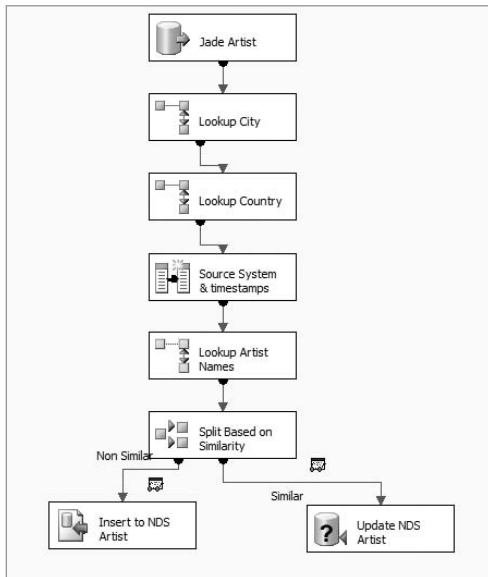 Jade Artist
Lookup City
Lookup Country
Source System
& timestamps
Lookup Artist
Names
Split Based on
Similarity
Non Similar
Similar
Insert to NDS
Artist
?
Update NDS
Artist